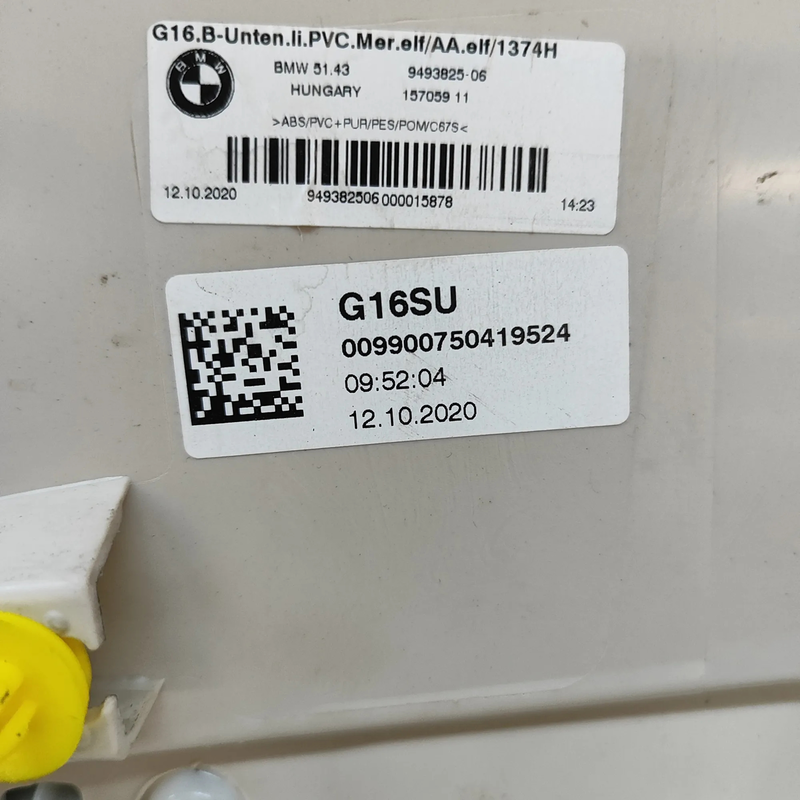 G16.B-Unten.li.PVC.Mer.elf/AA.elf/1374H
BMW
BMW 51.43 9493825-06
HUNGARY 157059 11
>ABS/PVC+PUR/PES/POM/C67S<
12.10.2020 949382506 000015878 14:23
G16SU
009900750419524
09:52:04
12.10.2020